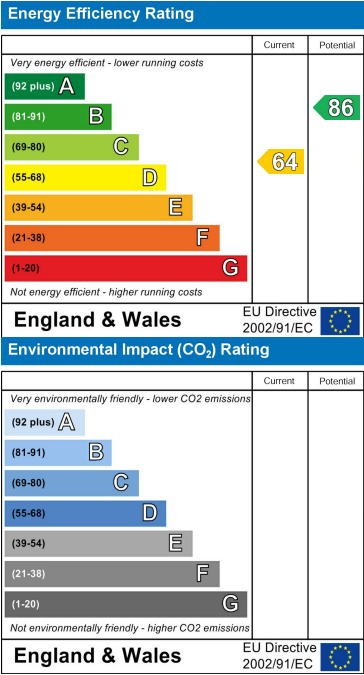 Energy Efficiency Rating
Current Potential
Very energy efficient - lower running costs
(92 plus) A
(81-91) B
(69-80) C
(55-68) D
(39-54) E
(21-38) F
(1-20) G
64
86
Not energy efficient - higher running costs
England & Wales
EU Directive
2002/91/EC
Environmental Impact (CO₂) Rating
Current Potential
Very environmentally friendly - lower CO2 emissions
(92 plus) A
(81-91) B
(69-80) C
(55-68) D
(39-54) E
(21-38) F
(1-20) G
Not environmentally friendly - higher CO2 emissions
England & Wales
EU Directive
2002/91/EC